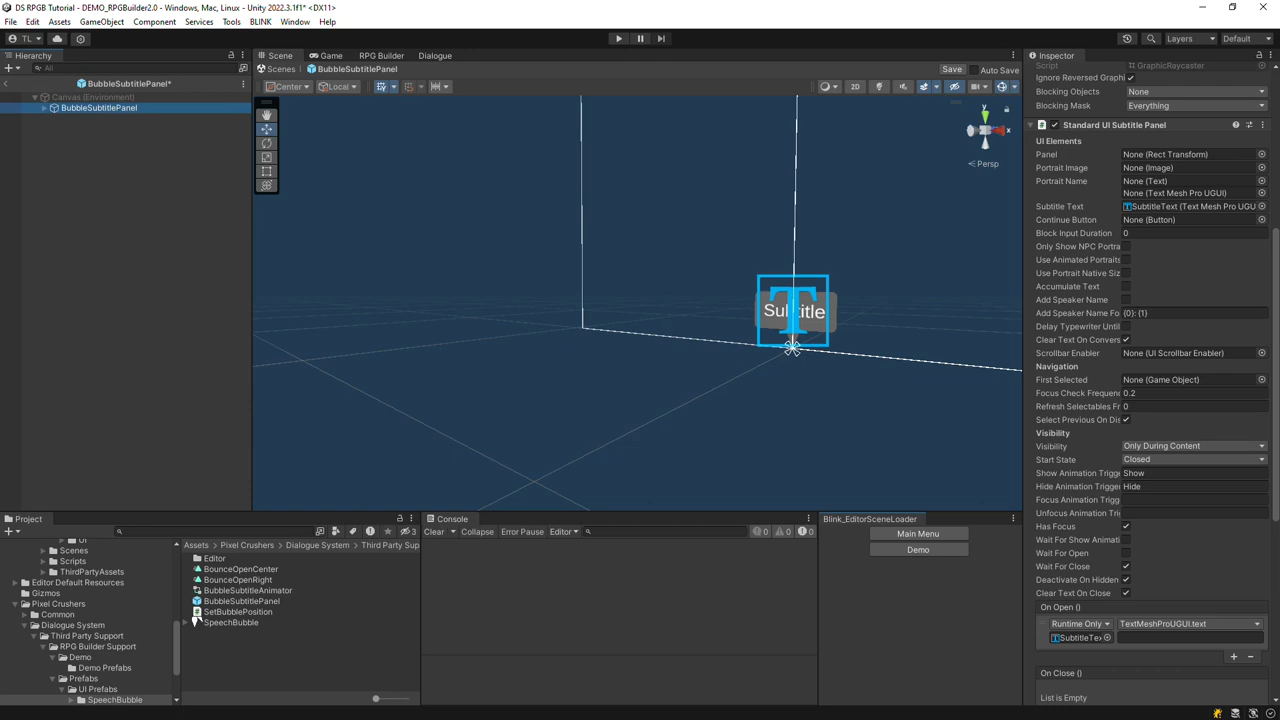 DS RPGB Tutorial - DEMO_RPGBuilder2.0 - Windows, Mac, Linux - Unity 2022.3.1f1* <DX11>
File Edit Assets GameObject Component Services Tools BLINK Window Help
TL Layers Default
Hierarchy Scene Game RPG Builder Dialogue Inspector
All Scenes BubbleSubtitlePanel Save Auto Save Script GraphicRaycaster
BubbleSubtitlePanel* Center Local 2D Ignore Reversed Graphi
Blocking Objects None
Canvas (Environment)
Blocking Mask Everything
BubbleSubtitlePanel
y x
Persp
Standard UI Subtitle Panel
UI Elements
Panel None (Rect Transform)
Portrait Image None (Image)
Portrait Name None (Text)
None (Text Mesh Pro UGUI)
Subtitle Text SubtitleText (Text Mesh Pro UGU
Continue Button None (Button)
Block Input Duration 0
Only Show NPC Portra
Use Animated Portraits
Use Portrait Native Siz
Accumulate Text
Add Speaker Name
Add Speaker Name Fo {0}: {1}
Delay Typewriter Until
Clear Text On Convers
Scrollbar Enabler None (UI Scrollbar Enabler)
Navigation
First Selected None (Game Object)
Focus Check Frequenc 0.2
Refresh Selectables Fr 0
Select Previous On Dis
Visibility
Visibility Only During Content
Start State Closed
Show Animation Trigge Show
Hide Animation Trigger Hide
Focus Animation Trigg
Unfocus Animation Tri
Has Focus
Wait For Show Animati
Wait For Open
Wait For Close
Deactivate On Hidden
Clear Text On Close
On Open ()
Runtime Only TextMeshProUGUI.text
SubtitleTex
On Close ()
List is Empty
Subtitle
Project
3
UI
Scenes
Scripts
ThirdPartyAssets
Editor Default Resources
Gizmos
Pixel Crushers
Common
Dialogue System
Third Party Support
RPG Builder Support
Demo
Demo Prefabs
Prefabs
UI Prefabs
SpeechBubble
Assets > Pixel Crushers > Dialogue System > Third Party Sup
Editor
BounceOpenCenter
BounceOpenRight
BubbleSubtitleAnimator
BubbleSubtitlePanel
SetBubblePosition
SpeechBubble
Console
Clear Collapse Error Pause Editor 0 0 0
Blink_EditorSceneLoader
Main Menu
Demo